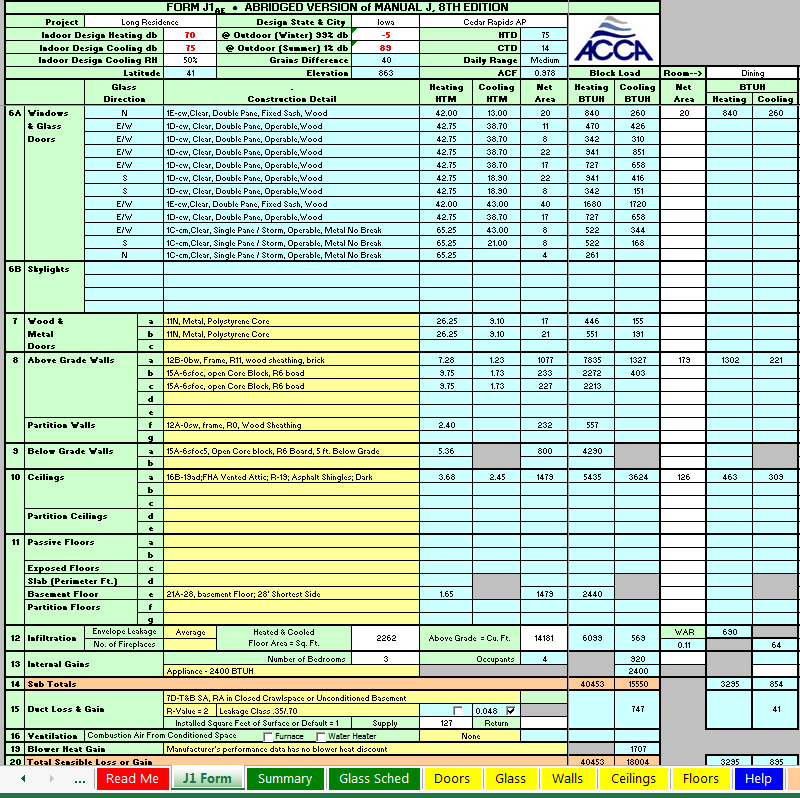 FORM J1AE • ABRIDGED VERSION of MANUAL J, 8TH EDITION
Project Long Residence Design State & City Iowa Cedar Rapids AP
Indoor Design Heating db 70 @ Outdoor (Winter) 99% db -5 HTD 75
Indoor Design Cooling db 75 @ Outdoor (Summer) 1% db 89 CTD 14
Indoor Design Cooling RH 50% Grains Difference 40 Daily Range Medium
ACCA
Latitude 41 Elevation 863 ACF 0.978 Block Load Room--> Dining
Glass Direction . Construction Detail Heating HTM Cooling HTM Net Area Heating BTUH Cooling BTUH Net Area BTUH Heating Cooling
6A Windows N 1E-cw,Clear, Double Pane, Fixed Sash, Wood 42.00 13.00 20 840 260 20 840 260
& Glass E/W 1D-cw,Clear, Double Pane, Operable,Wood 42.75 38.70 11 470 426
Doors E/W 1D-cw,Clear, Double Pane, Operable,Wood 42.75 38.70 8 342 310
E/W 1D-cw,Clear, Double Pane, Operable,Wood 42.75 38.70 22 941 851
E/W 1D-cw,Clear, Double Pane, Operable,Wood 42.75 38.70 17 727 658
S 1D-cw,Clear, Double Pane, Operable,Wood 42.75 18.90 22 941 416
S 1D-cw,Clear, Double Pane, Operable,Wood 42.75 18.90 8 342 151
E/W 1E-cw,Clear, Double Pane, Fixed Sash, Wood 42.00 43.00 40 1680 1720
E/W 1D-cw,Clear, Double Pane, Operable,Wood 42.75 38.70 17 727 658
E/W 1C-cm,Clear, Single Pane / Storm, Operable, Metal No Break 65.25 43.00 8 522 344
S 1C-cm,Clear, Single Pane / Storm, Operable, Metal No Break 65.25 21.00 8 522 168
N 1C-cm,Clear, Single Pane / Storm, Operable, Metal No Break 65.25 4 261
6B Skylights
7 Wood & a 11N, Metal, Polystyrene Core 26.25 9.10 17 446 155
Metal b 11N, Metal, Polystyrene Core 26.25 9.10 21 551 191
Doors c
8 Above Grade Walls a 12B-0bw, Frame, R11, wood sheathing, brick 7.28 1.23 1077 7835 1327 179 1302 221
b 15A-6sfoc, open Core Block, R6 boad 9.75 1.73 233 2272 403
c 15A-6sfoc, open Core Block, R6 boad 9.75 1.73 227 2213
d
e
Partition Walls f 12A-0sw, frame, R0, Wood Sheathing 2.40 232 557
g
9 Below Grade Walls a 15A-6sfoc5, Open Core block, R6 Board, 5 ft. Below Grade 5.36 800 4290
b
10 Ceilings a 16B-19ad;FHA Vented Attic; R-19; Asphalt Shingles; Dark 3.68 2.45 1479 5435 3624 126 463 309
b
c
Partition Ceilings d
e
11 Passive Floors a
b
Exposed Floors c
Slab (Perimeter Ft.) d
Basement Floor e 21A-28, basement Floor; 28' Shortest Side 1.65 1479 2440
Partition Floors f
g
12 Infiltration Envelope Leakage Average Heated & Cooled Floor Area = Sq. Ft. 2262 Above Grade = Cu. Ft. 14181 6099 569 WAR 690
No. of Fireplaces 0.11 64
13 Internal Gains Number of Bedrooms 3 Occupants 4 920
Appliance - 2400 BTUH 2400
14 Sub Totals 40453 15550 3295 854
15 Duct Loss & Gain 7D-T&B SA, RA in Closed Crawlspace or Unconditioned Basement 747 41
R-Value = 2 Leakage Class .35/.70 0.048
Installed Square Feet of Surface or Default = 1 Supply 127 Return
16 Ventilation Combustion Air From Conditioned Space Furnace Water Heater None
19 Blower Heat Gain Manufacturer's performance data has no blower heat discount 1707
20 Total Sensible Loss or Gain 40453 18004 3295 895
... Read Me J1 Form Summary Glass Sched Doors Glass Walls Ceilings Floors Help